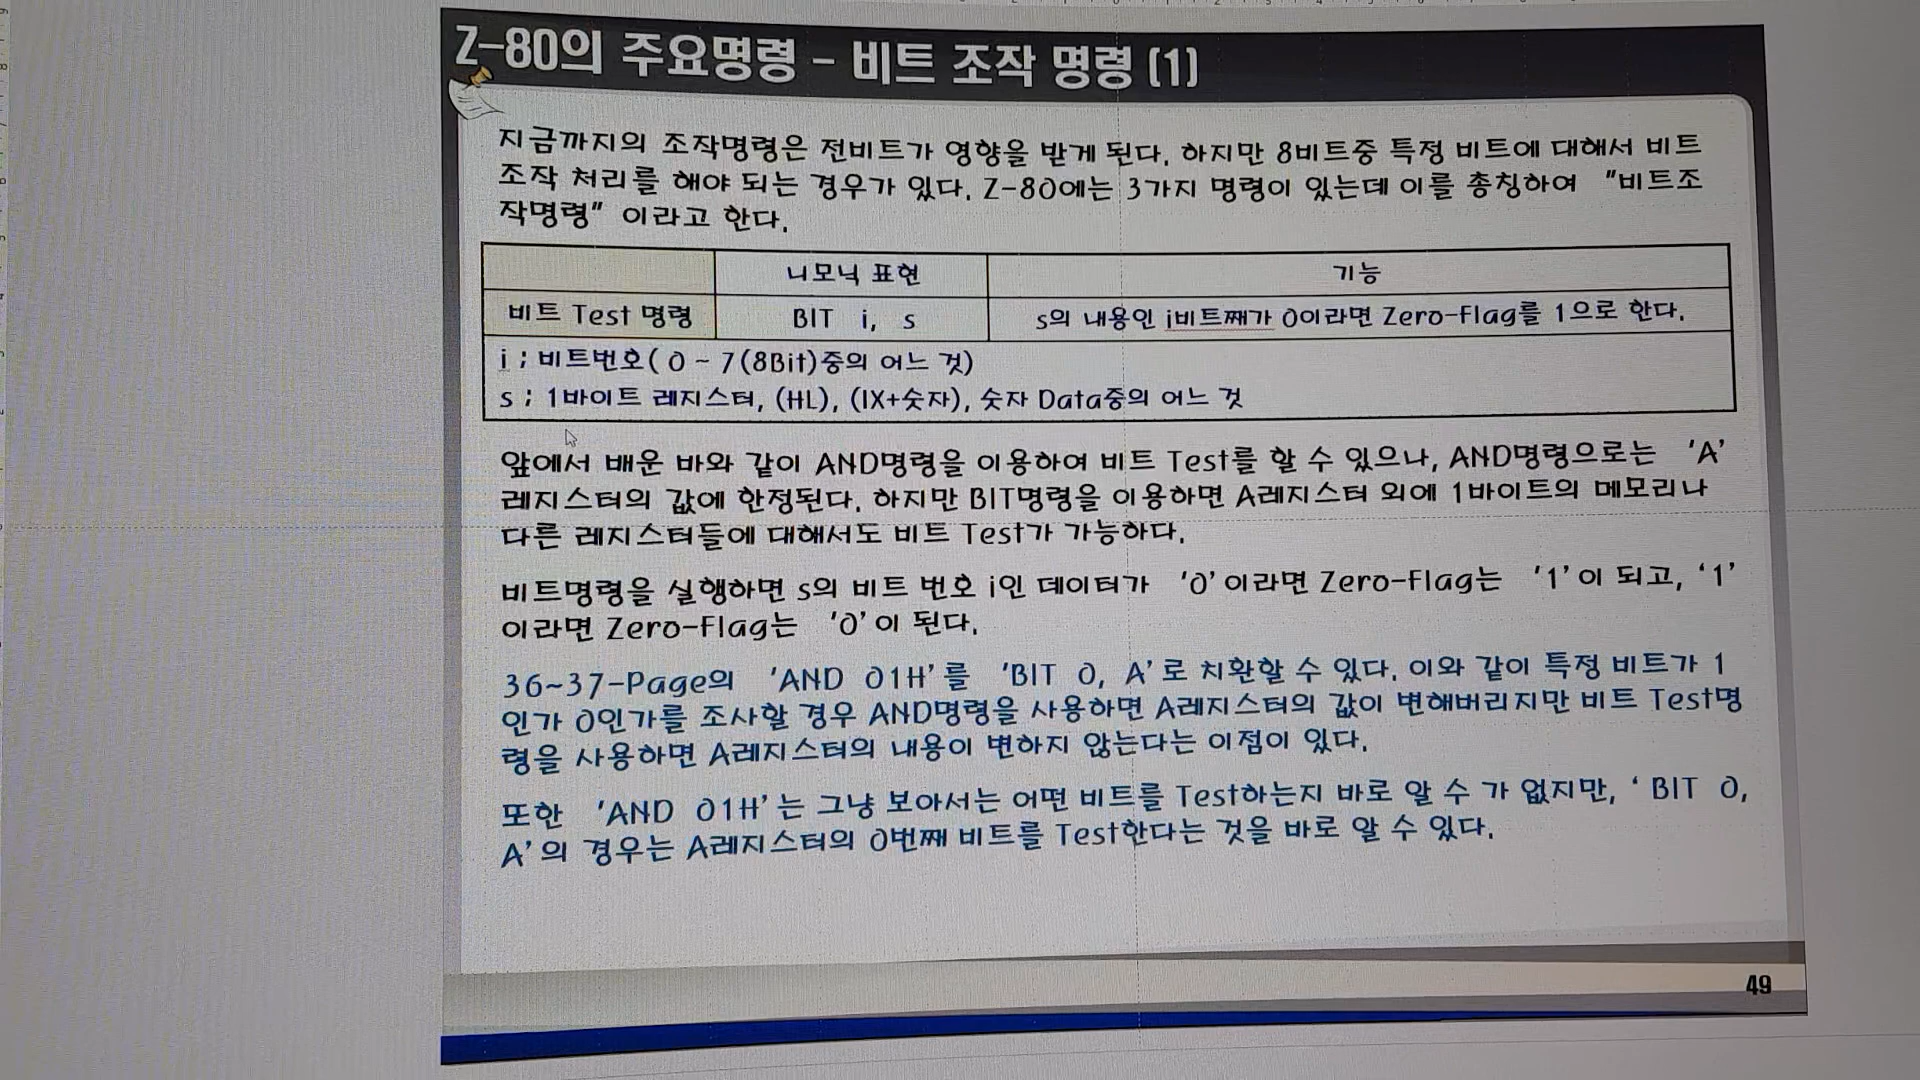 Z-80의 주요명령 - 비트 조작 명령 (1)
지금까지의 조작명령은 전비트가 영향을 받게 된다. 하지만 8비트중 특정 비트에 대해서 비트
조작 처리를 해야 되는 경우가 있다. Z-80에는 3가지 명령이 있는데 이를 총칭하여 "비트조
작명령" 이라고 한다.
니모닉 표현 기능
비트 Test 명령 BIT i, s s의 내용인 i비트째가 0이라면 Zero-Flag를 1으로 한다.
i ; 비트번호( 0 ~ 7(8Bit)중의 어느 것)
s ; 1바이트 레지스터, (HL), (IX+숫자), 숫자 Data중의 어느 것
앞에서 배운 바와 같이 AND명령을 이용하여 비트 Test를 할 수 있으나, AND명령으로는 'A'
레지스터의 값에 한정된다. 하지만 BIT명령을 이용하면 A레지스터 외에 1바이트의 메모리나
다른 레지스터들에 대해서도 비트 Test가 가능하다.
비트명령을 실행하면 s의 비트 번호 i인 데이터가 '0'이라면 Zero-Flag는 '1'이 되고, '1'
이라면 Zero-Flag는 '0'이 된다.
36~37-Page의 'AND 01H'를 'BIT 0, A'로 치환할 수 있다. 이와 같이 특정 비트가 1
인가 0인가를 조사할 경우 AND명령을 사용하면 A레지스터의 값이 변해버리지만 비트 Test명
령을 사용하면 A레지스터의 내용이 변하지 않는다는 이점이 있다.
또한 'AND 01H'는 그냥 보아서는 어떤 비트를 Test하는지 바로 알 수 가 없지만, ' BIT 0,
A'의 경우는 A레지스터의 0번째 비트를 Test한다는 것을 바로 알 수 있다.
49